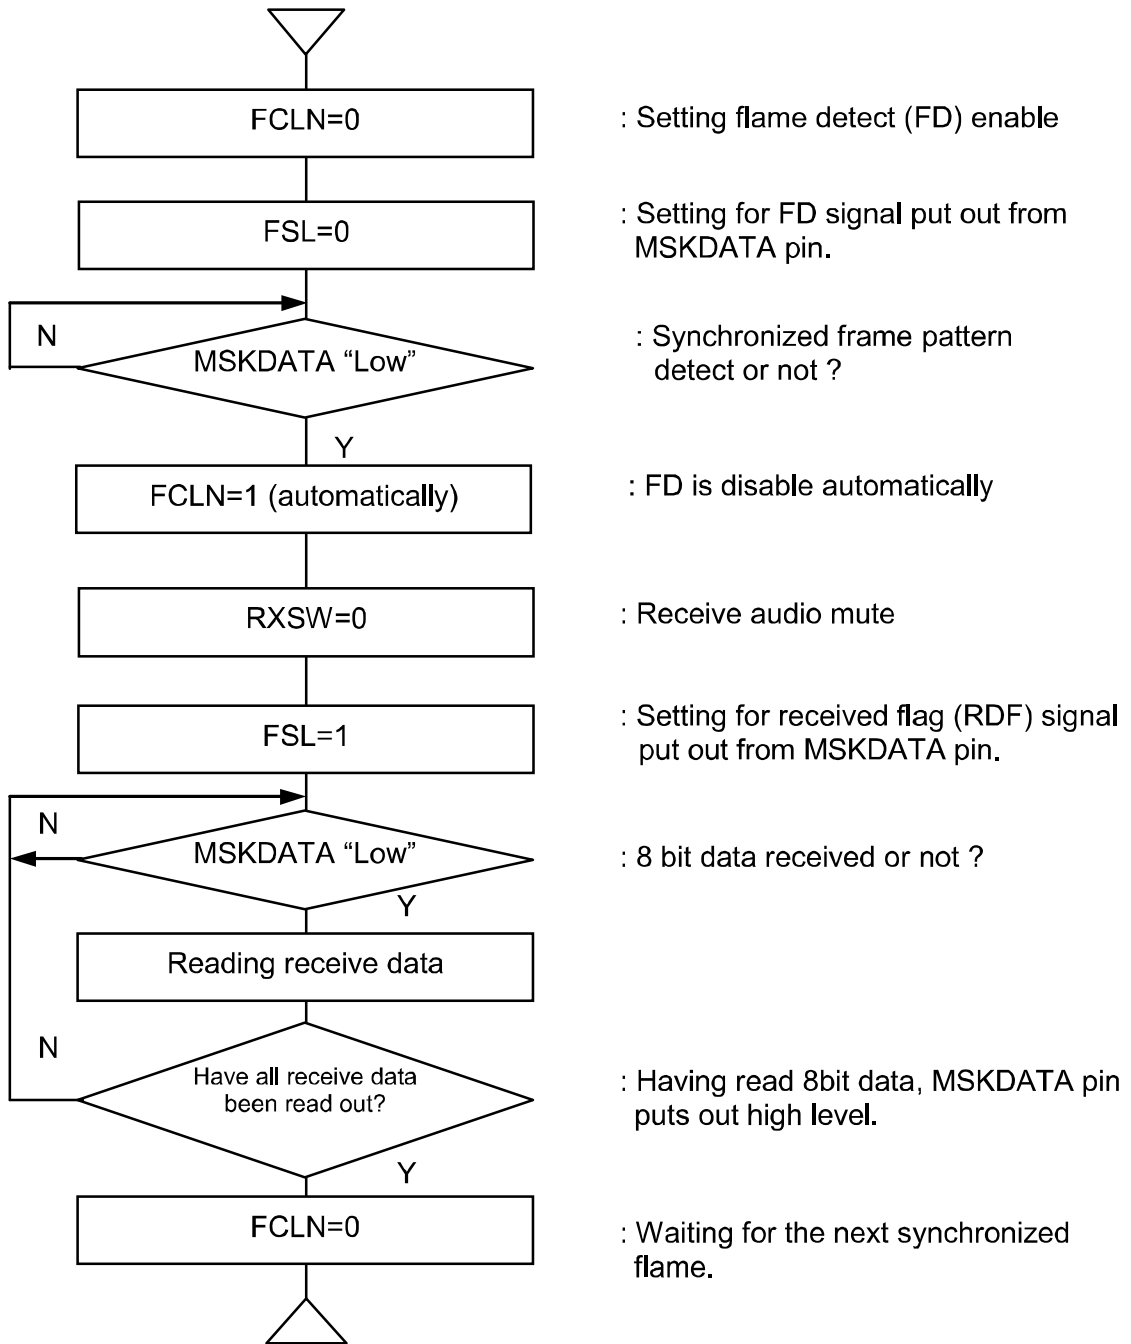 FCLN=0
: Setting flame detect (FD) enable
FSL=0
: Setting for FD signal put out from
MSKDATA pin.
N
MSKDATA “Low”
: Synchronized frame pattern
detect or not ?
Y
FCLN=1 (automatically)
: FD is disable automatically
RXSW=0
: Receive audio mute
FSL=1
: Setting for received flag (RDF) signal
put out from MSKDATA pin.
N
MSKDATA “Low”
: 8 bit data received or not ?
Y
Reading receive data
N
Have all receive data
been read out?
: Having read 8bit data, MSKDATA pin
puts out high level.
Y
FCLN=0
: Waiting for the next synchronized
flame.